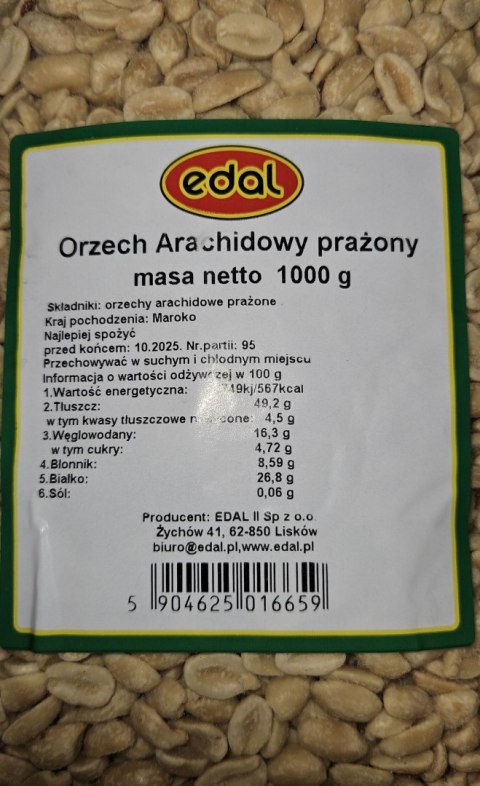 edal
Orzech Arachidowy prażony
masa netto 1000 g
Składniki: orzechy arachidowe prażone
Kraj pochodzenia: Maroko
Najlepiej spożyć
przed końcem: 10.2025. Nr.partii: 95
Przechowywać w suchym i chłodnym miejscu
Informacja o wartości odżywczej w 100 g
1.Wartość energetyczna: 49kj/567kcal
2.Tłuszcz: 49,2 g
w tym kwasy tłuszczowe 4,5 g
3.Węglowodany: 16,3 g
w tym cukry: 4,72 g
4.Błonnik: 8,59 g
5.Białko: 26,8 g
6.Sól: 0,06 g
Producent: EDAL II Sp z o.o.
Żychów 41, 62-850 Lisków
biuro@edal.pl,www.edal.pl
5 904625 016659